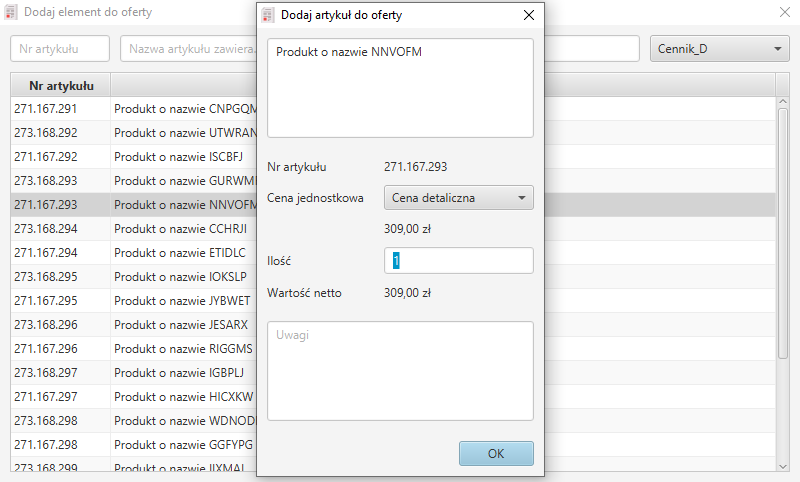 Dodaj element do oferty
Dodaj artykuł do oferty
Nr artykułu
Nazwa artykułu zawiera.
Cennik_D
Nr artykułu
271.167.291 Produkt o nazwie CNPGQM
273.168.292 Produkt o nazwie UTWRAN
271.167.292 Produkt o nazwie ISCBFJ
273.168.293 Produkt o nazwie GURWM
271.167.293 Produkt o nazwie NNVOFM
273.168.294 Produkt o nazwie CCHRJI
271.167.294 Produkt o nazwie ETIDLC
273.168.295 Produkt o nazwie IOKSLP
271.167.295 Produkt o nazwie JYBWET
273.168.296 Produkt o nazwie JESARX
271.167.296 Produkt o nazwie RIGGMS
273.168.297 Produkt o nazwie IGBPLJ
271.167.297 Produkt o nazwie HICXKW
273.168.298 Produkt o nazwie WDNOD
271.167.298 Produkt o nazwie GGFYPG
273.168.299 Produkt o nazwie
Produkt o nazwie NNVOFM
Nr artykułu 271.167.293
Cena jednostkowa Cena detaliczna
309,00 zł
Ilość 1
Wartość netto 309,00 zł
Uwagi
OK